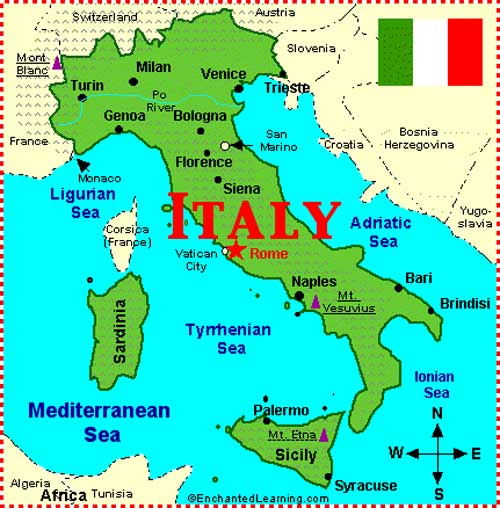 Switzerland
Austria
Slovenia
Mont
Blanc
Milan
Venice
Trieste
Turin
Po
River
Genoa
Bologna
Bosnia
Herzegovina
San
Marino
Croatia
France
Florence
Monaco
Siena
Ligurian
Sea
ITALY
Adriatic
Sea
Yugo-
slavia
Corsica
(France)
Vatican
City
Rome
Naples
Bari
Mt.
Vesuvius
Brindisi
Sardinia
Tyrrhenian
Sea
Ionian
Sea
Mediterranean
Sea
Palermo
N
Mt. Etna
W
E
Sicily
S
Syracuse
Algeria
Africa
Tunisia
©EnchantedLearning.com